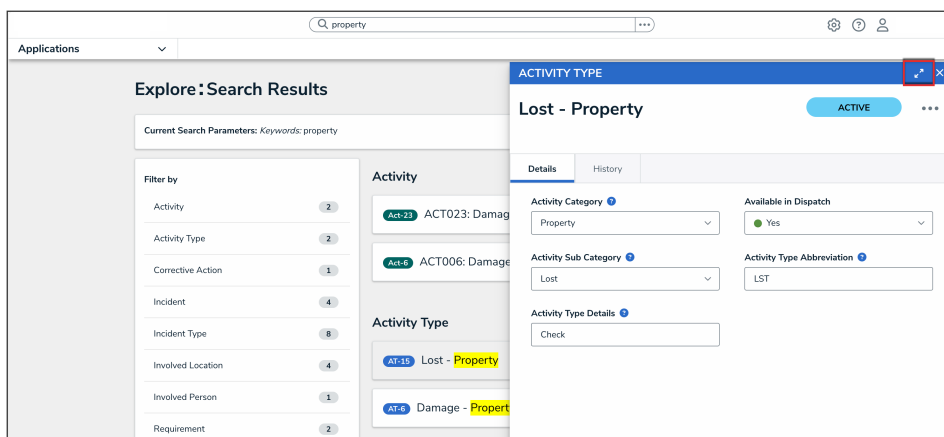 property
Applications
Explore:Search Results
Current Search Parameters: Keywords: property
Filter by
Activity 2
Activity Type 2
Corrective Action 1
Incident 4
Incident Type 8
Involved Location 4
Involved Person 1
Requirement 2
Activity
Act-23 ACT023: Damag
Act-6 ACT006: Damage
Activity Type
AT-15 Lost - Property
AT-6 Damage - Propert
ACTIVITY TYPE
Lost - Property
ACTIVE
Details History
Activity Category
Property
Available in Dispatch
Yes
Activity Sub Category
Lost
Activity Type Abbreviation
LST
Activity Type Details
Check